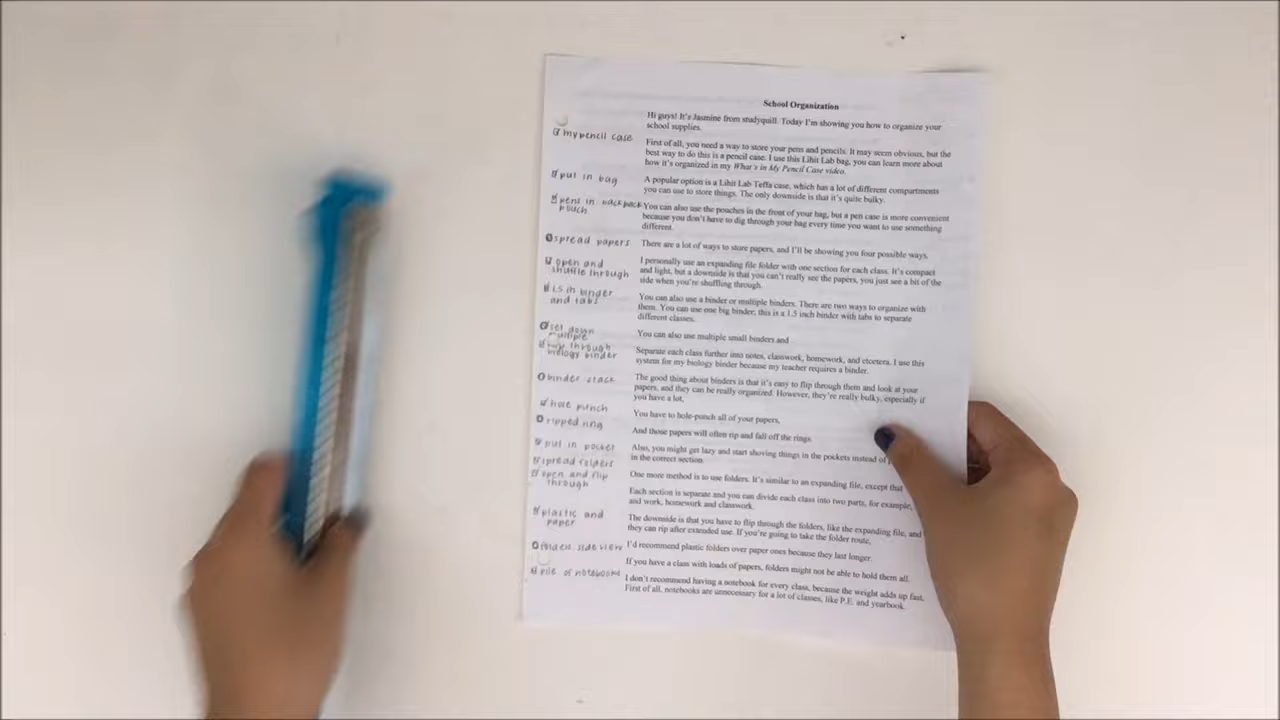 School Organization
Hi guys! It's Jasmine from studyquill. Today I'm showing you how to organize your
school supplies.
my pencil case
First of all, you need a way to store your pens and pencils. It may seem obvious, but the
best way to do this is a pencil case. I use this Lihit Lab bag, you can learn more about
how it's organized in my What's in My Pencil Case video.
put in bag
A popular option is a Lihit Lab Teffa case, which has a lot of different compartments
you can use to store things. The only downside is that it's quite bulky.
pens in backpack
pouch
You can also use the pouches in the front of your bag, but a pen case is more convenient
because you don't have to dig through your bag every time you want to use something
different.
spread papers
There are a lot of ways to store papers, and I'll be showing you four possible ways.
open and
shuffle through
I personally use an expanding file folder with one section for each class. It's compact
and light, but a downside is that you can't really see the papers, you just see a bit of the
side when you're shuffling through.
1.5 in binder
and tabs
You can also use a binder or multiple binders. There are two ways to organize with
them. You can use one big binder; this is a 1.5 inch binder with tabs to separate
different classes.
set down
multiple
You can also use multiple small binders and
through
biology binder
Separate each class further into notes, classwork, homework, and etcetera. I use this
system for my biology binder because my teacher requires a binder.
binder stack
The good thing about binders is that it's easy to flip through them and look at your
papers, and they can be really organized. However, they're really bulky, especially if
you have a lot.
hole punch
You have to hole-punch all of your papers,
ripped ring
And those papers will often rip and fall off the rings.
put in pocket
Also, you might get lazy and start shoving things in the pockets instead of
in the correct section.
spread folders
One more method is to use folders. It's similar to an expanding file, except that
open and flip
through
Each section is separate and you can divide each class into two parts, for example,
and work, homework and classwork.
plastic and
paper
The downside is that you have to flip through the folders, like the expanding file, and
they can rip after extended use. If you're going to take the folder route,
I'd recommend plastic folders over paper ones because they last longer.
side view
If you have a class with loads of papers, folders might not be able to hold them all.
pile of notebooks
I don't recommend having a notebook for every class, because the weight adds up fast.
First of all, notebooks are unnecessary for a lot of classes, like P.E. and yearbook.